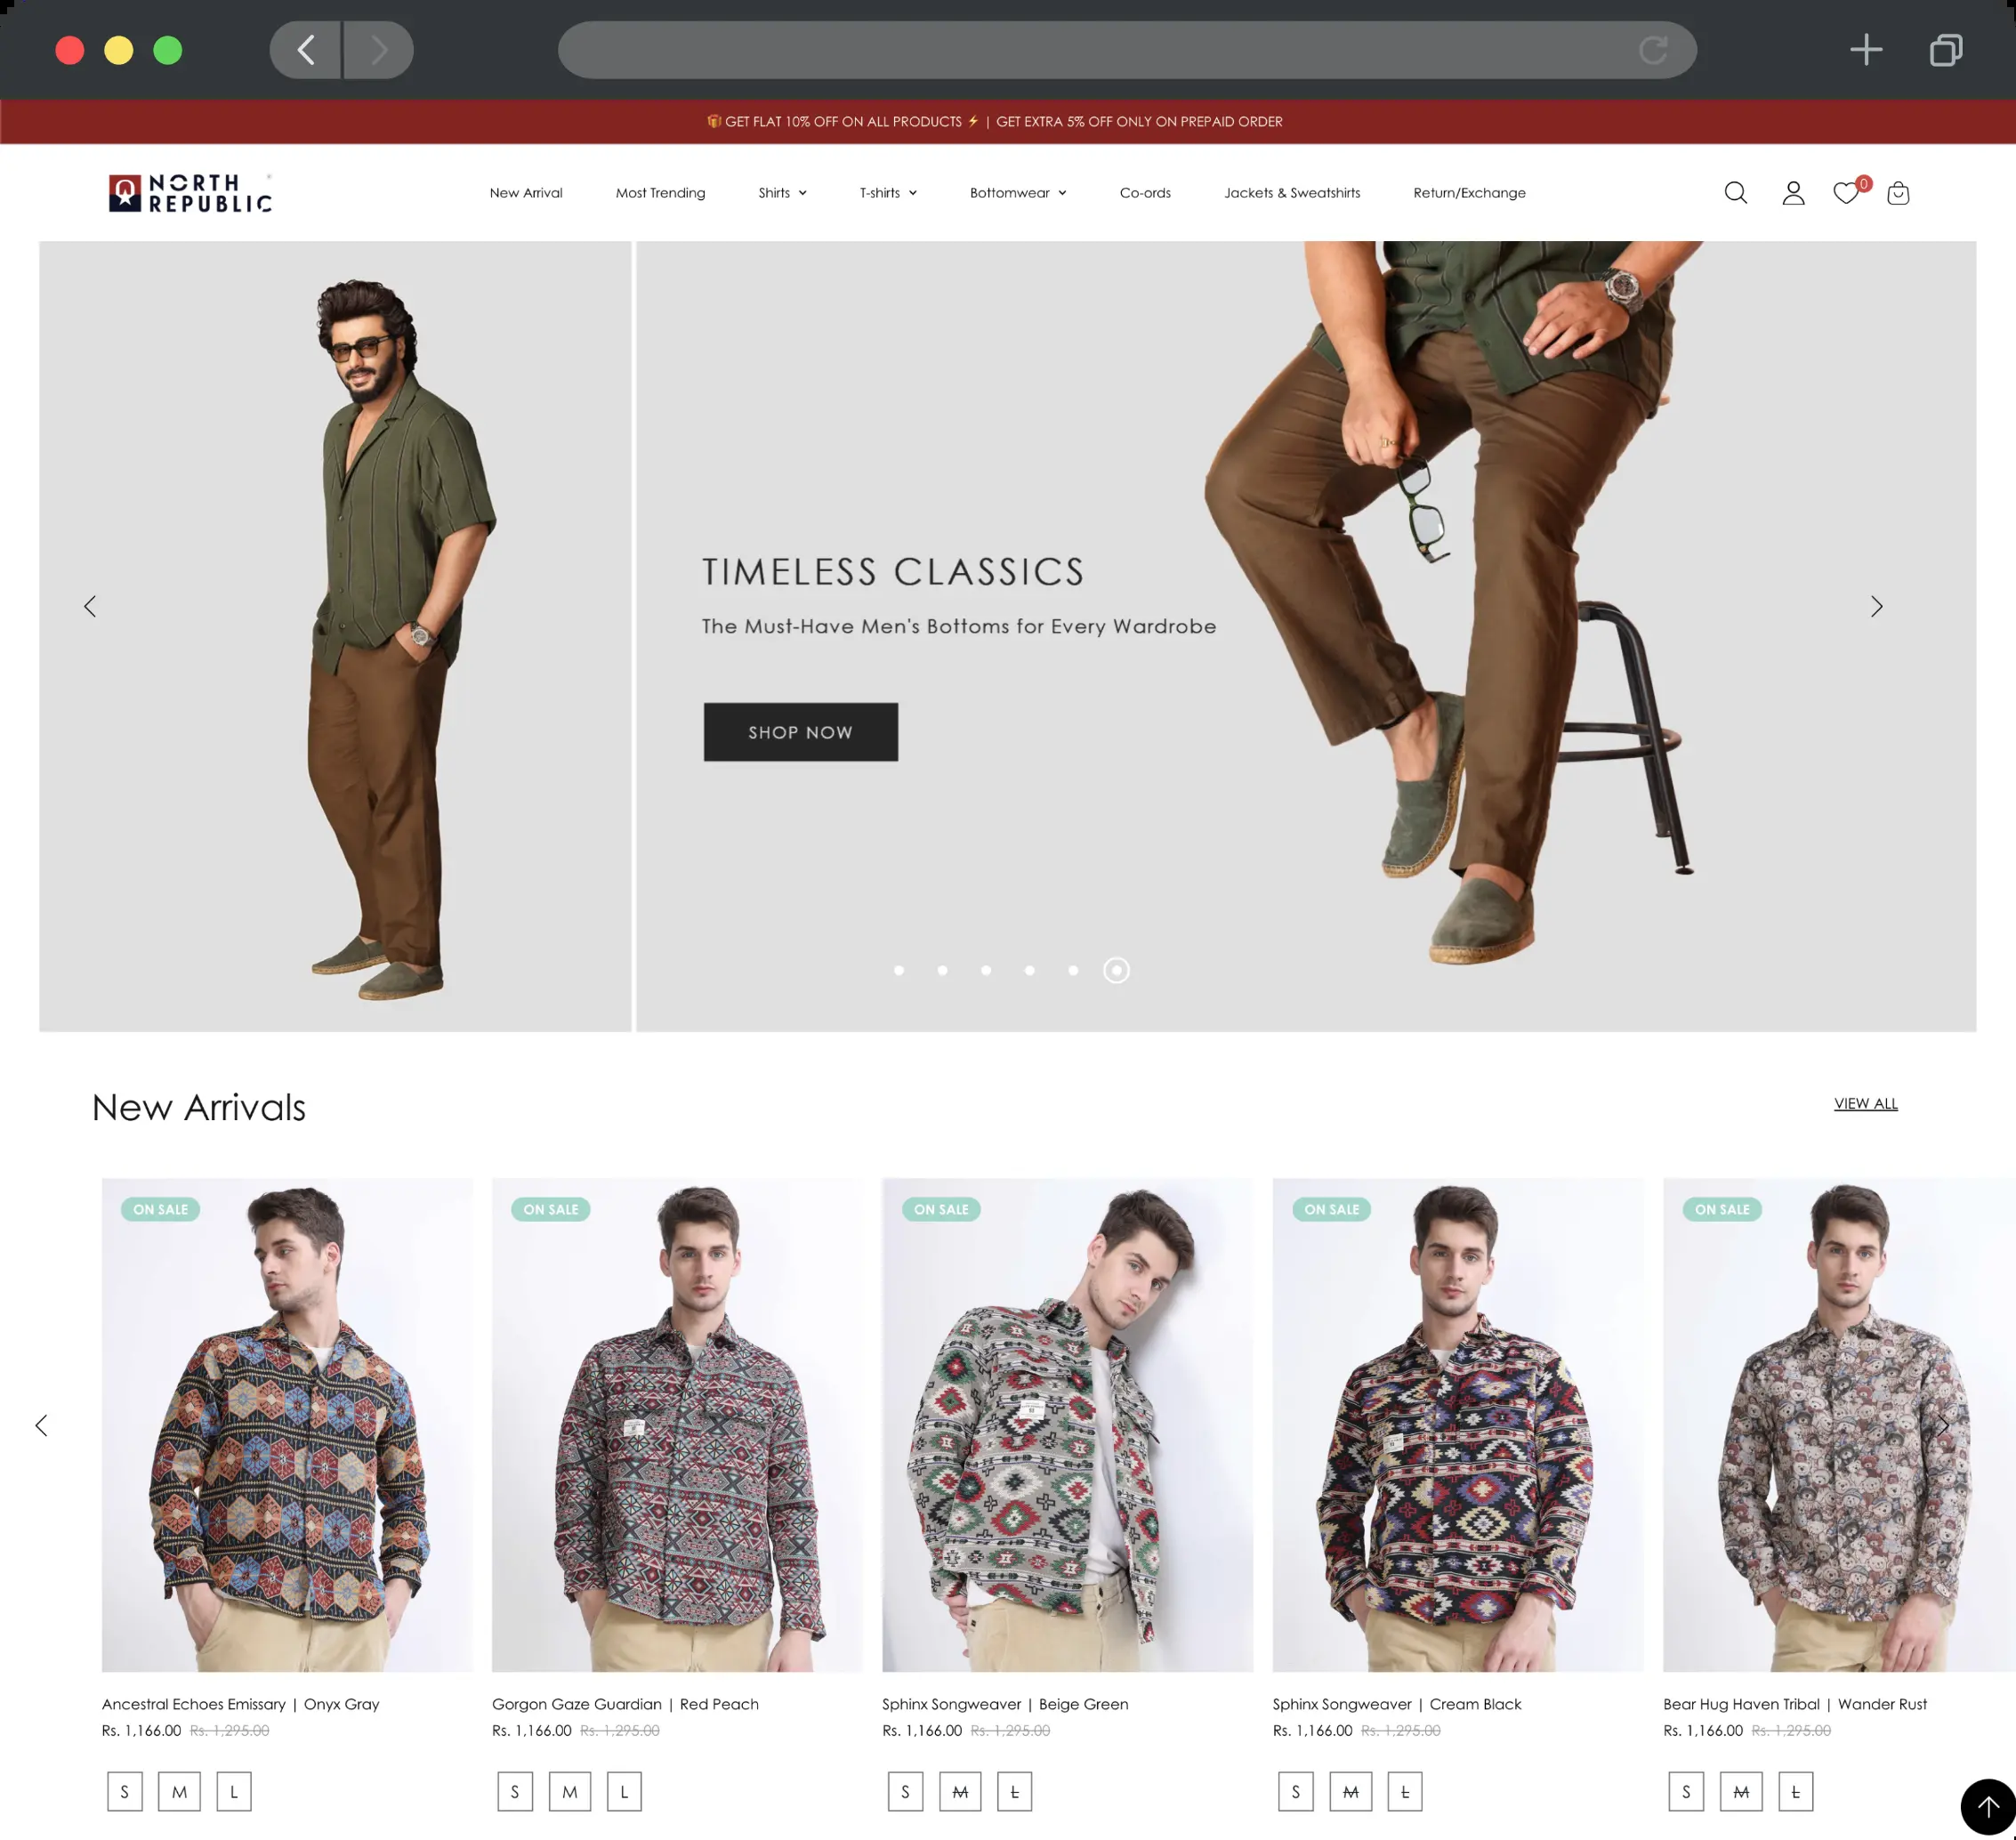 🎁 GET FLAT 10% OFF ON ALL PRODUCTS ⚡ | GET EXTRA 5% OFF ONLY ON PREPAID ORDER
NORTH
REPUBLIC
New Arrival Most Trending Shirts T-shirts Bottomwear Co-ords Jackets & Sweatshirts Return/Exchange 0
TIMELESS CLASSICS
The Must-Have Men's Bottoms for Every Wardrobe
SHOP NOW
New Arrivals VIEW ALL
ON SALE ON SALE ON SALE ON SALE ON SALE
Ancestral Echoes Emissary | Onyx Gray
Rs. 1,166.00 Rs. 1,295.00
S M L
Gorgon Gaze Guardian | Red Peach
Rs. 1,166.00 Rs. 1,295.00
S M L
Sphinx Songweaver | Beige Green
Rs. 1,166.00 Rs. 1,295.00
S M L
Sphinx Songweaver | Cream Black
Rs. 1,166.00 Rs. 1,295.00
S M L
Bear Hug Haven Tribal | Wander Rust
Rs. 1,166.00 Rs. 1,295.00
S M L